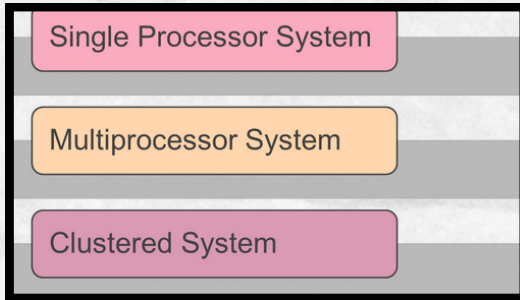 Single Processor System
Multiprocessor System
Clustered System